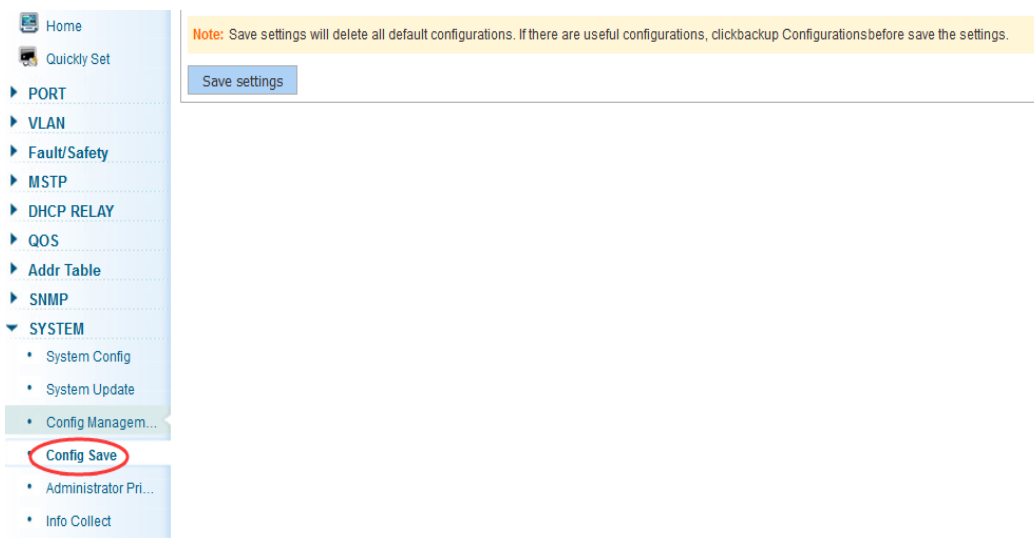 Home
Quickly Set
PORT
VLAN
Fault/Safety
MSTP
DHCP RELAY
QOS
Addr Table
SNMP
SYSTEM
System Config
System Update
Config Managem...
Config Save
Administrator Pri...
Info Collect
Note: Save settings will delete all default configurations. If there are useful configurations, clickbackup Configurationsbefore save the settings.
Save settings